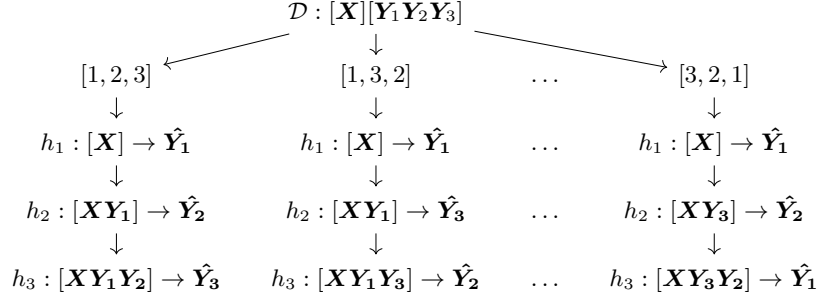 𝒟 : [X][Y₁Y₂Y₃]
[1, 2, 3] [1, 3, 2] ... [3, 2, 1]
h₁ : [X] → Ŷ₁ h₁ : [X] → Ŷ₁ ... h₁ : [X] → Ŷ₁
h₂ : [XY₁] → Ŷ₂ h₂ : [XY₁] → Ŷ₃ ... h₂ : [XY₃] → Ŷ₂
h₃ : [XY₁Y₂] → Ŷ₃ h₃ : [XY₁Y₃] → Ŷ₂ ... h₃ : [XY₃Y₂] → Ŷ₁